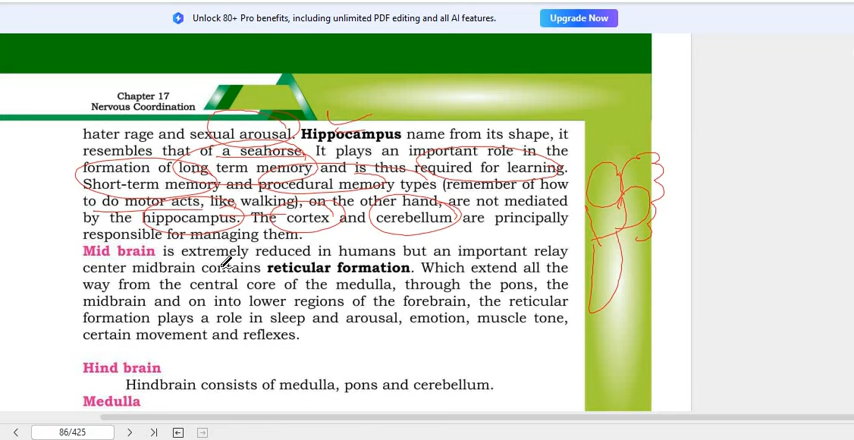 Unlock 80+ Pro benefits, including unlimited PDF editing and all AI features.
Upgrade Now
Chapter 17
Nervous Coordination
hater rage and sexual arousal. Hippocampus name from its shape, it
resembles that of a seahorse. It plays an important role in the
formation of long term memory and is thus required for learning.
Short-term memory and procedural memory types (remember of how
to do motor acts, like walking), on the other hand, are not mediated
by the hippocampus. The cortex and cerebellum are principally
responsible for managing them.
Mid brain is extremely reduced in humans but an important relay
center midbrain contains reticular formation. Which extend all the
way from the central core of the medulla, through the pons, the
midbrain and on into lower regions of the forebrain, the reticular
formation plays a role in sleep and arousal, emotion, muscle tone,
certain movement and reflexes.
Hind brain
Hindbrain consists of medulla, pons and cerebellum.
Medulla
86/425